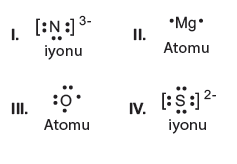 I. [:N̤̈:]³⁻ iyonu
II. •Mg• Atomu
III. :Ö• Atomu
IV. [:S̤̈:]²⁻ iyonu